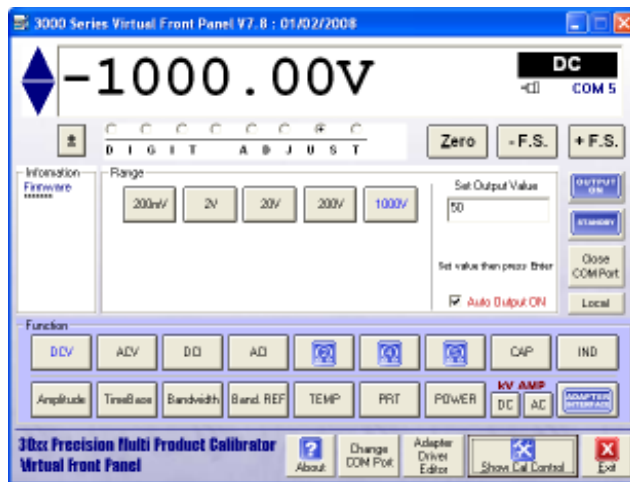 3000 Series Virtual Front Panel V7.8 : 01/02/2008
-1000.00V
DC
COM 5
±
DIGIT ADJUST
Zero
- F.S.
+ F.S.
Information
Firmware
Range
200mV
2V
20V
200V
1000V
Set Output Value
50
Set value then press Enter
Auto Output ON
OUTPUT ON
STANDBY
Close COM Port
Local
Function
DCV
ACV
DCI
ACI
CAP
IND
Amplitude
TimeBase
Bandwidth
Band. REF
TEMP
PRT
POWER
kV AMP
DC
AC
ADAPTER INTERFACE
30xx Precision Multi Product Calibrator
Virtual Front Panel
About
Change COM Port
Adapter Driver Editor
Show Cal Control
Exit